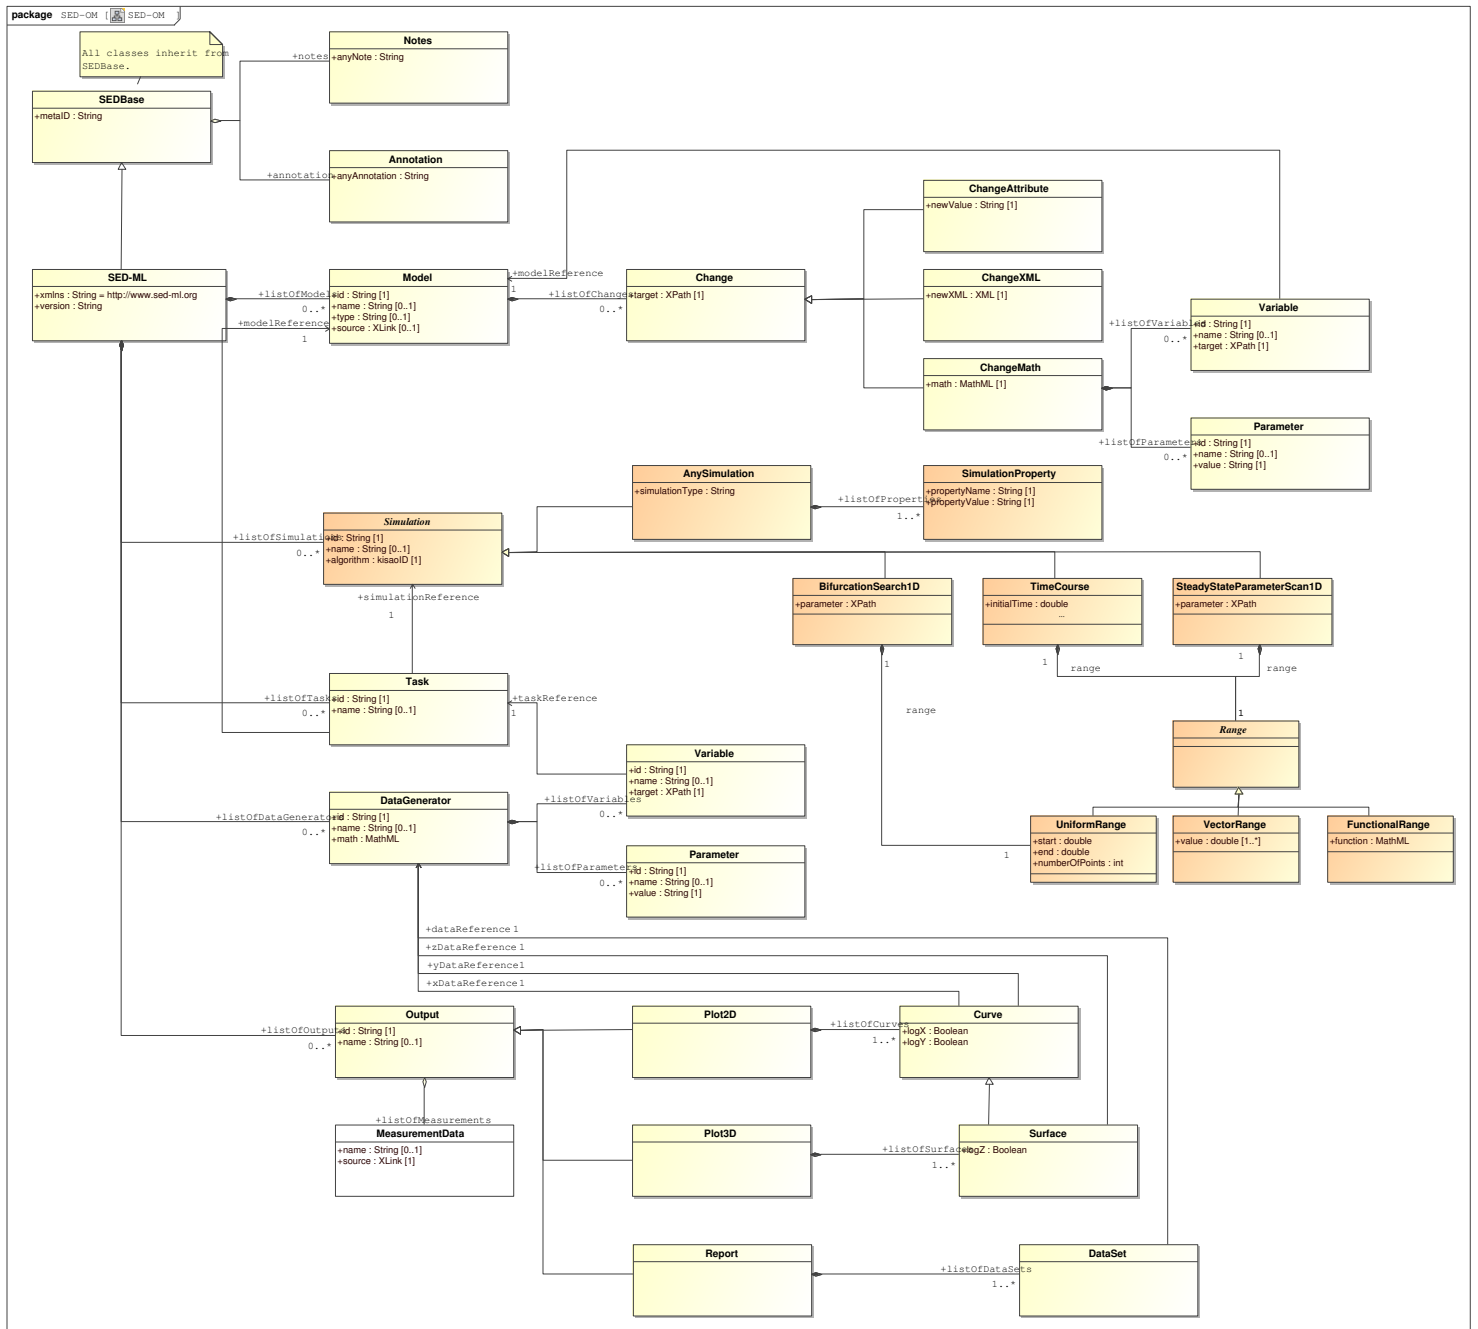 package SED-OM [ SED-OM ]
All classes inherit from
SEDBase.
Notes
+notes
+anyNote : String
SEDBase
+metaID : String
Annotation
+annotation
+anyAnnotation : String
ChangeAttribute
+newValue : String [1]
SED-ML
+xmlns : String = http://www.sed-ml.org
+version : String
+listOfModels
0..*
+modelReference
1
Model
+id : String [1]
+name : String [0..1]
+type : String [0..1]
+source : XLink [0..1]
+modelReference
1
+listOfChanges
0..*
Change
+target : XPath [1]
ChangeXML
+newXML : XML [1]
ChangeMath
+math : MathML [1]
+listOfVariables
0..*
Variable
+id : String [1]
+name : String [0..1]
+target : XPath [1]
+listOfParameters
0..*
Parameter
+id : String [1]
+name : String [0..1]
+value : String [1]
AnySimulation
+simulationType : String
+listOfProperties
1..*
SimulationProperty
+propertyName : String [1]
+propertyValue : String [1]
Simulation
+listOfSimulations
0..*
+id : String [1]
+name : String [0..1]
+algorithm : kisaoID [1]
+simulationReference
1
BifurcationSearch1D
+parameter : XPath
1
range
TimeCourse
+initialTime : double
...
1
range
SteadyStateParameterScan1D
+parameter : XPath
1
range
1
Range
Task
+listOfTasks
0..*
+id : String [1]
+name : String [0..1]
+taskReference
1
Variable
+id : String [1]
+name : String [0..1]
+target : XPath [1]
DataGenerator
+listOfDataGenerators
0..*
+id : String [1]
+name : String [0..1]
+math : MathML
+listOfVariables
0..*
Parameter
+listOfParameters
0..*
+id : String [1]
+name : String [0..1]
+value : String [1]
UniformRange
+start : double
+end : double
+numberOfPoints : int
1
VectorRange
+value : double [1..*]
FunctionalRange
+function : MathML
+dataReference 1
+zDataReference 1
+yDataReference 1
+xDataReference 1
Output
+listOfOutputs
0..*
+id : String [1]
+name : String [0..1]
Plot2D
+listOfCurves
1..*
Curve
+logX : Boolean
+logY : Boolean
+listOfMeasurements
MeasurementData
+name : String [0..1]
+source : XLink [1]
Plot3D
+listOfSurfaces
1..*
Surface
+logZ : Boolean
Report
+listOfDataSets
1..*
DataSet